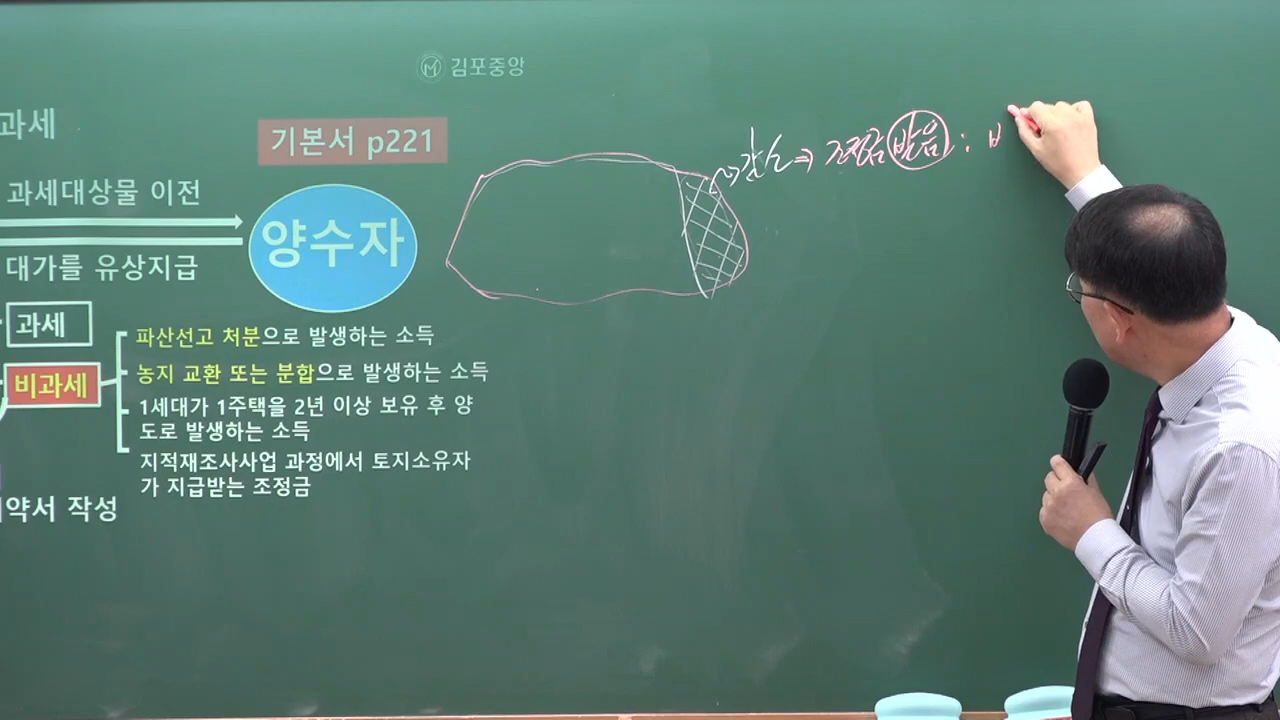 김포중앙
과세
기본서 p221
과세대상물 이전
양수자
대가를 유상지급
과세
비과세
파산선고 처분으로 발생하는 소득
농지 교환 또는 분합으로 발생하는 소득
1세대가 1주택을 2년 이상 보유 후 양
도로 발생하는 소득
지적재조사사업 과정에서 토지소유자
가 지급받는 조정금
약서 작성
감소⇒ 조정금 받음 : ㅂ